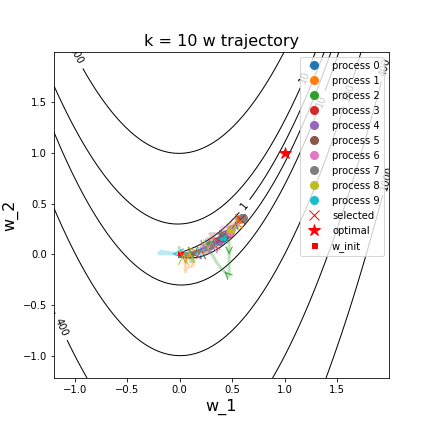 k = 10 w trajectory
w_2
1.5
1.0
0.5
0.0
−0.5
−1.0
−1.0
−0.5
0.0
0.5
1.0
1.5
w_1
process 0
process 1
process 2
process 3
process 4
process 5
process 6
process 7
process 8
process 9
selected
optimal
w_init
1
10
10
400